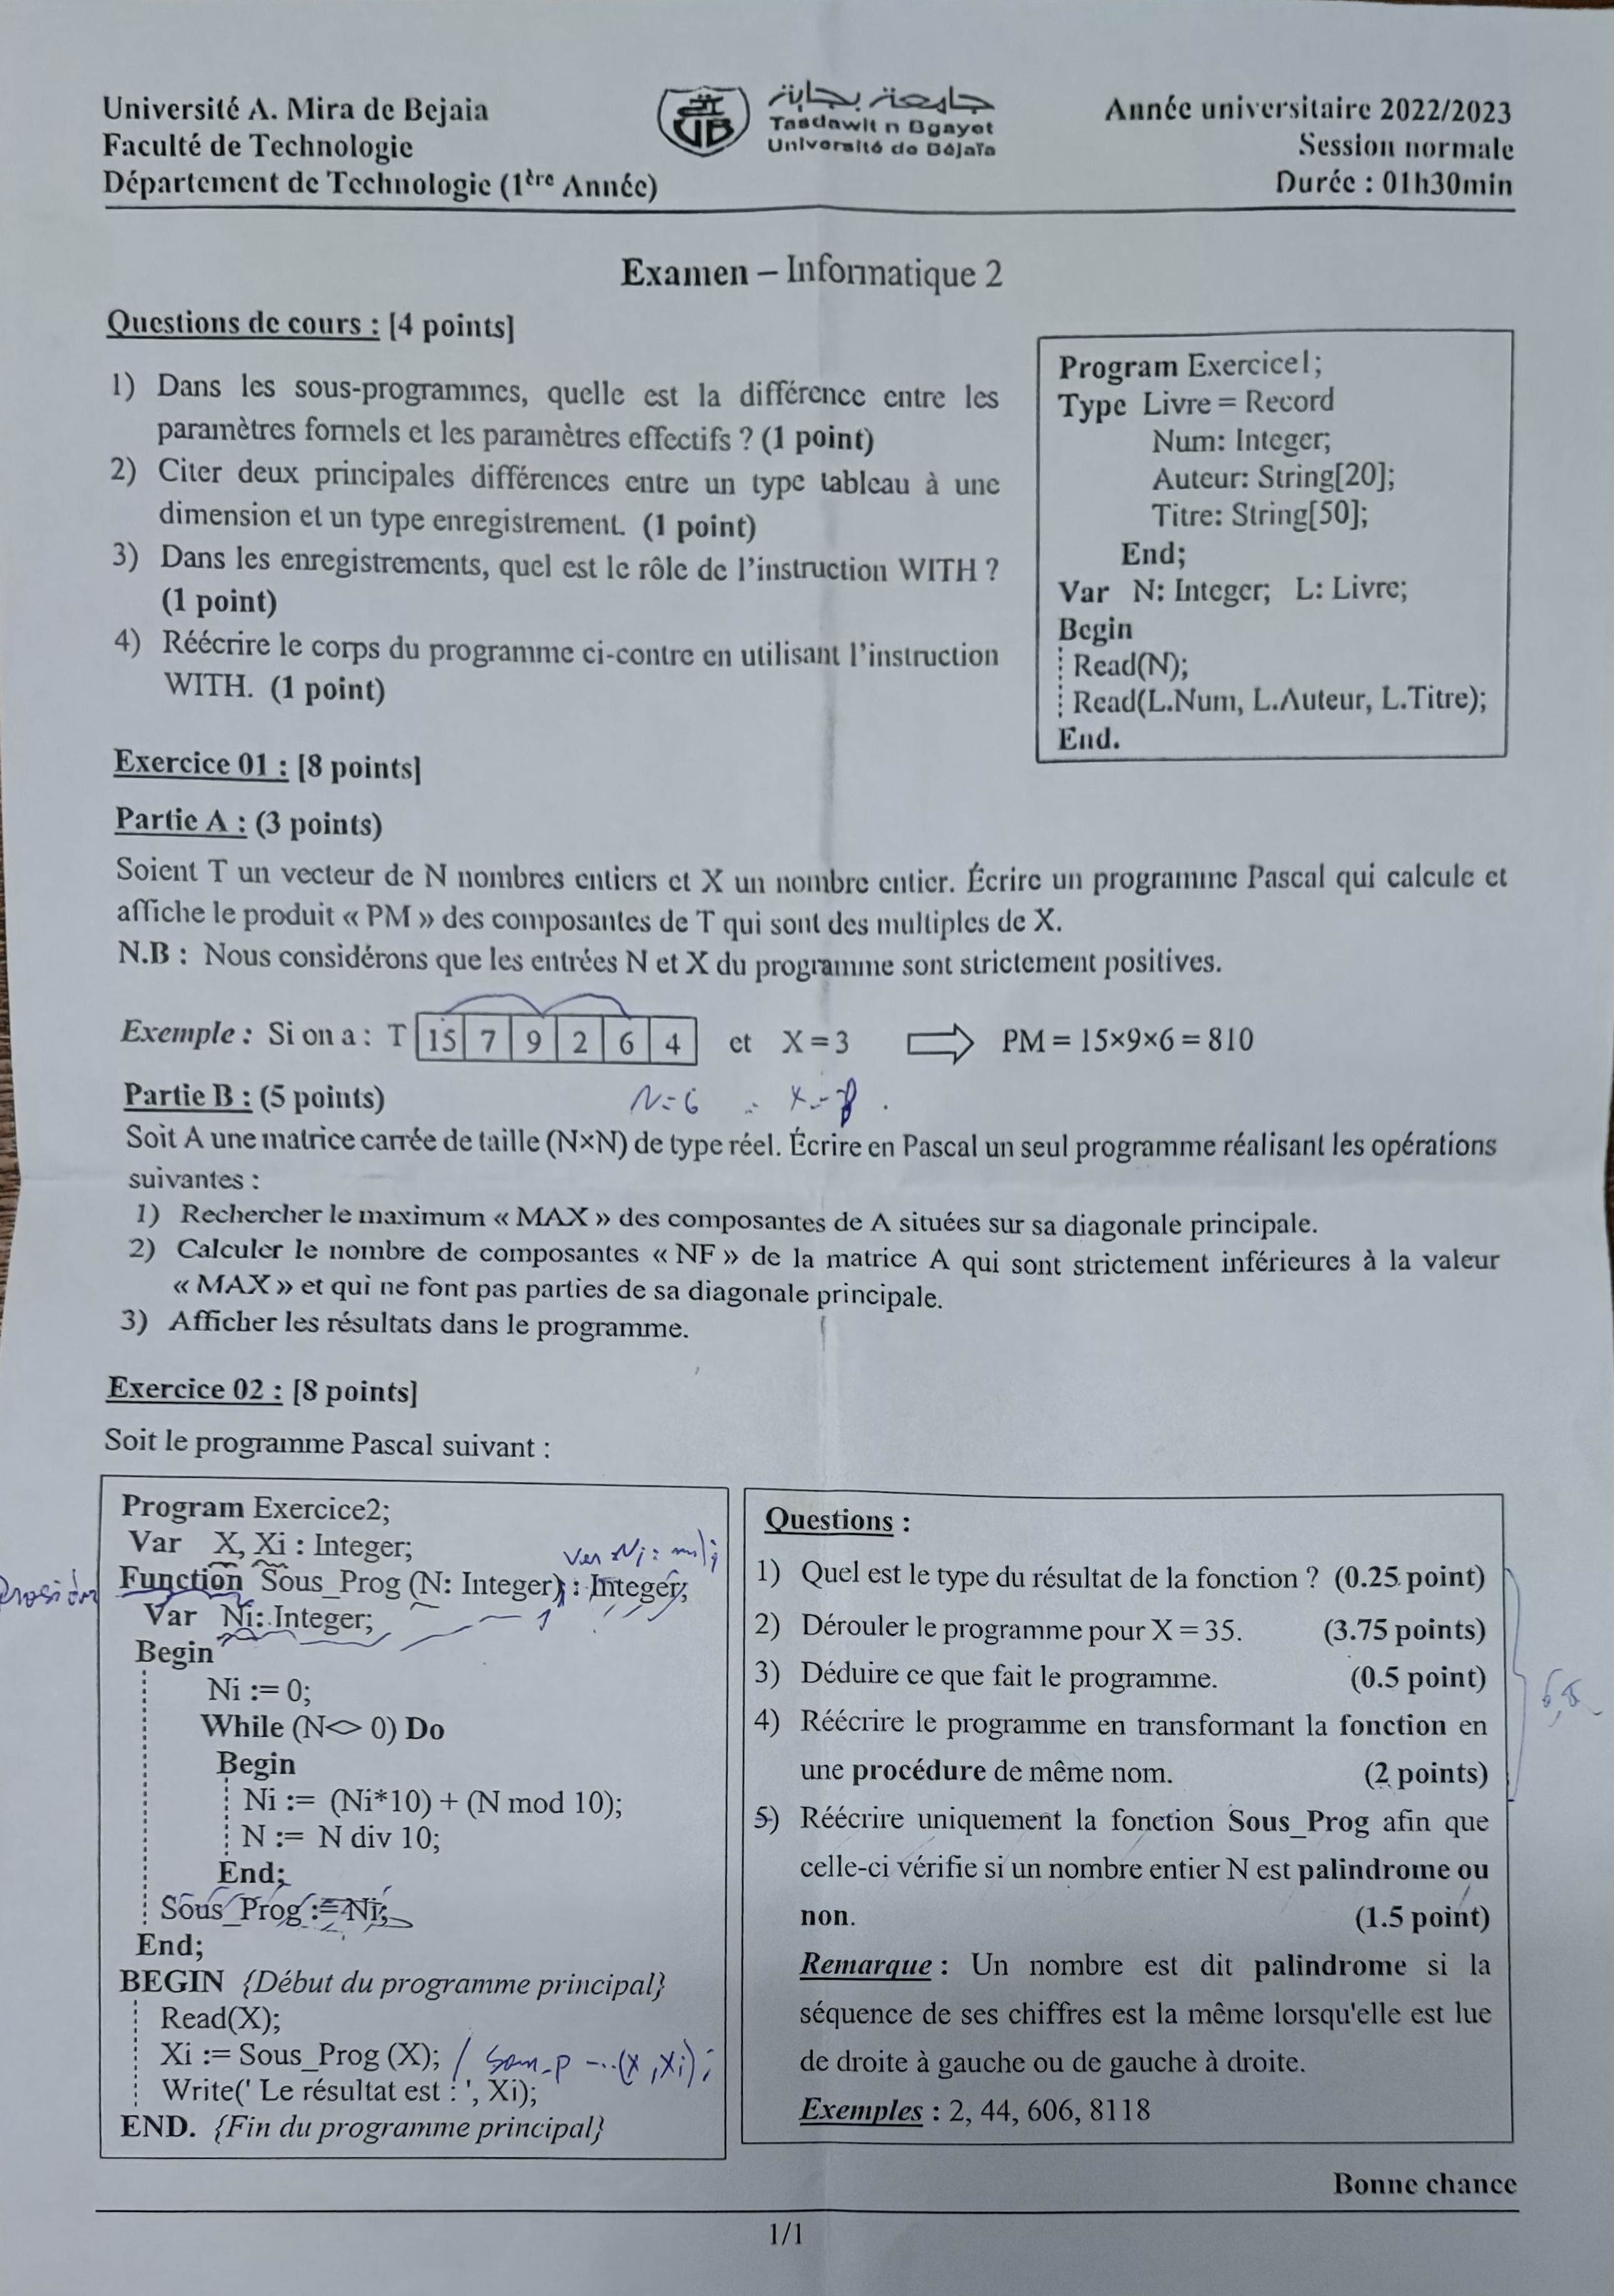 Université A. Mira de Bejaia
Faculté de Technologie
Département de Technologie (1ère Année)
جامعة بجاية
Tasdawit n Bgayet
Université de Béjaïa
Année universitaire 2022/2023
Session normale
Durée : 01h30min
Examen – Informatique 2
Questions de cours : [4 points]
1) Dans les sous-programmes, quelle est la différence entre les
paramètres formels et les paramètres effectifs ? (1 point)
2) Citer deux principales différences entre un type tableau à une
dimension et un type enregistrement. (1 point)
3) Dans les enregistrements, quel est le rôle de l'instruction WITH ?
(1 point)
4) Réécrire le corps du programme ci-contre en utilisant l'instruction
WITH. (1 point)
Program Exercice1;
Type Livre = Record
Num: Integer;
Auteur: String[20];
Titre: String[50];
End;
Var N: Integer; L: Livre;
Begin
Read(N);
Read(L.Num, L.Auteur, L.Titre);
End.
Exercice 01 : [8 points]
Partie A : (3 points)
Soient T un vecteur de N nombres entiers et X un nombre entier. Écrire un programme Pascal qui calcule et
affiche le produit « PM » des composantes de T qui sont des multiples de X.
N.B : Nous considérons que les entrées N et X du programme sont strictement positives.
Exemple : Si on a : T 15 7 9 2 6 4 et X = 3 PM = 15×9×6 = 810
N=6
Partie B : (5 points)
Soit A une matrice carrée de taille (N×N) de type réel. Écrire en Pascal un seul programme réalisant les opérations
suivantes :
1) Rechercher le maximum « MAX » des composantes de A situées sur sa diagonale principale.
2) Calculer le nombre de composantes « NF » de la matrice A qui sont strictement inférieures à la valeur
« MAX » et qui ne font pas parties de sa diagonale principale.
3) Afficher les résultats dans le programme.
Exercice 02 : [8 points]
Soit le programme Pascal suivant :
Program Exercice2;
Var X, Xi : Integer;
Function Sous_Prog (N: Integer) : Integer;
Var Ni: Integer;
Begin
Ni := 0;
While (N<> 0) Do
Begin
Ni := (Ni*10) + (N mod 10);
N := N div 10;
End;
Sous_Prog := Ni;
End;
BEGIN {Début du programme principal}
Read(X);
Xi := Sous_Prog (X);
(X, Xi);
Write(' Le résultat est : ', Xi);
END. {Fin du programme principal}
Questions :
1) Quel est le type du résultat de la fonction ? (0.25 point)
2) Dérouler le programme pour X = 35. (3.75 points)
3) Déduire ce que fait le programme. (0.5 point)
4) Réécrire le programme en transformant la fonction en
une procédure de même nom. (2 points)
5) Réécrire uniquement la fonction Sous_Prog afin que
celle-ci vérifie si un nombre entier N est palindrome ou
non. (1.5 point)
Remarque : Un nombre est dit palindrome si la
séquence de ses chiffres est la même lorsqu'elle est lue
de droite à gauche ou de gauche à droite.
Exemples : 2, 44, 606, 8118
Bonne chance
1/1